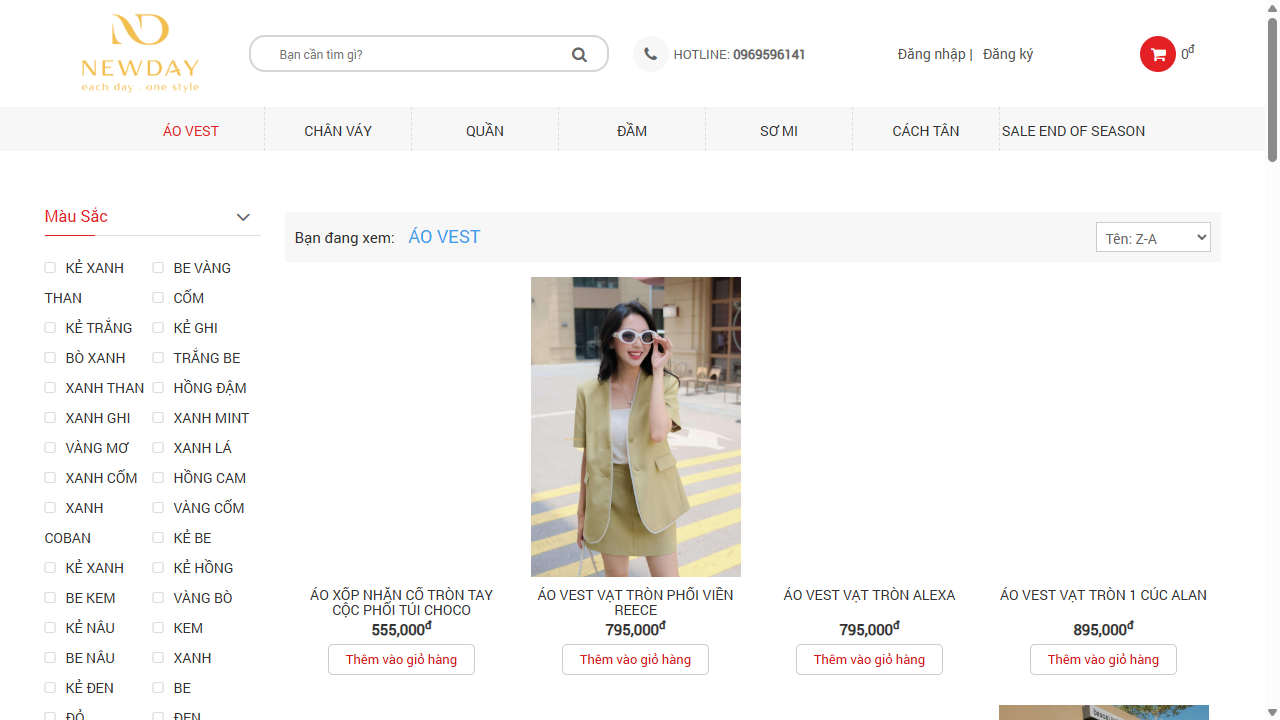 NEWDAY
each day . one style
Bạn cần tìm gì?
HOTLINE: 0969596141
Đăng nhập |
Đăng ký
0đ
ÁO VEST
CHÂN VÁY
QUẦN
ĐẦM
SƠ MI
CÁCH TÂN
SALE END OF SEASON
Màu Sắc
KẺ XANH THAN
KẺ TRẮNG
BÒ XANH
XANH THAN
XANH GHI
VÀNG MƠ
XANH CỐM
XANH COBAN
KẺ XANH
BE KEM
KẺ NÂU
BE NÂU
KẺ ĐEN
ĐỎ
BE VÀNG
CỐM
KẺ GHI
TRẮNG BE
HỒNG ĐẬM
XANH MINT
XANH LÁ
HỒNG CAM
VÀNG CỐM
KẺ BE
KẺ HỒNG
VÀNG BÒ
KEM
XANH
BE
ĐEN
Bạn đang xem: ÁO VEST
Tên: Z-A
ÁO XỐP NHĂN CỔ TRÒN TAY
CỘC PHỐI TÚI CHOCO
555,000đ
Thêm vào giỏ hàng
ÁO VEST VẠT TRÒN PHỐI VIỀN
REECE
795,000đ
Thêm vào giỏ hàng
ÁO VEST VẠT TRÒN ALEXA
795,000đ
Thêm vào giỏ hàng
ÁO VEST VẠT TRÒN 1 CÚC ALAN
895,000đ
Thêm vào giỏ hàng